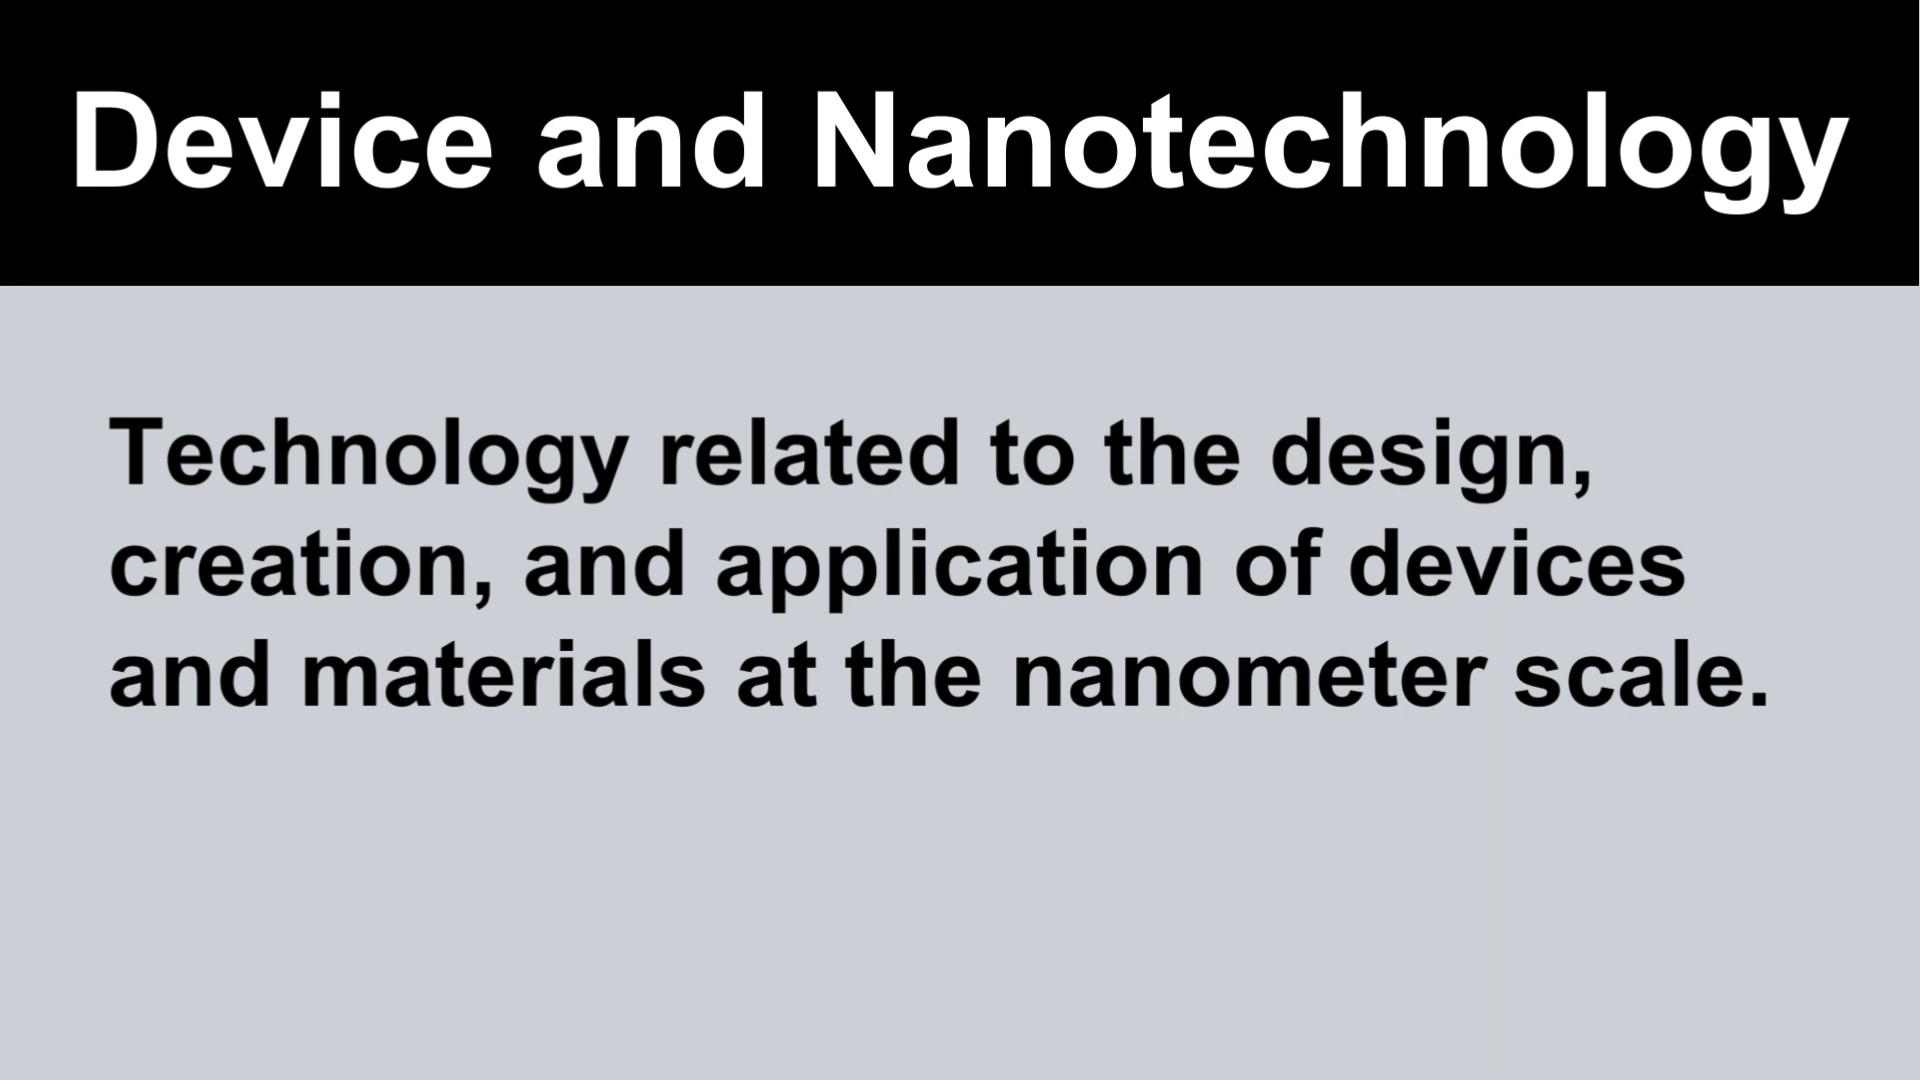 Device and Nanotechnology
Technology related to the design,
creation, and application of devices
and materials at the nanometer scale.